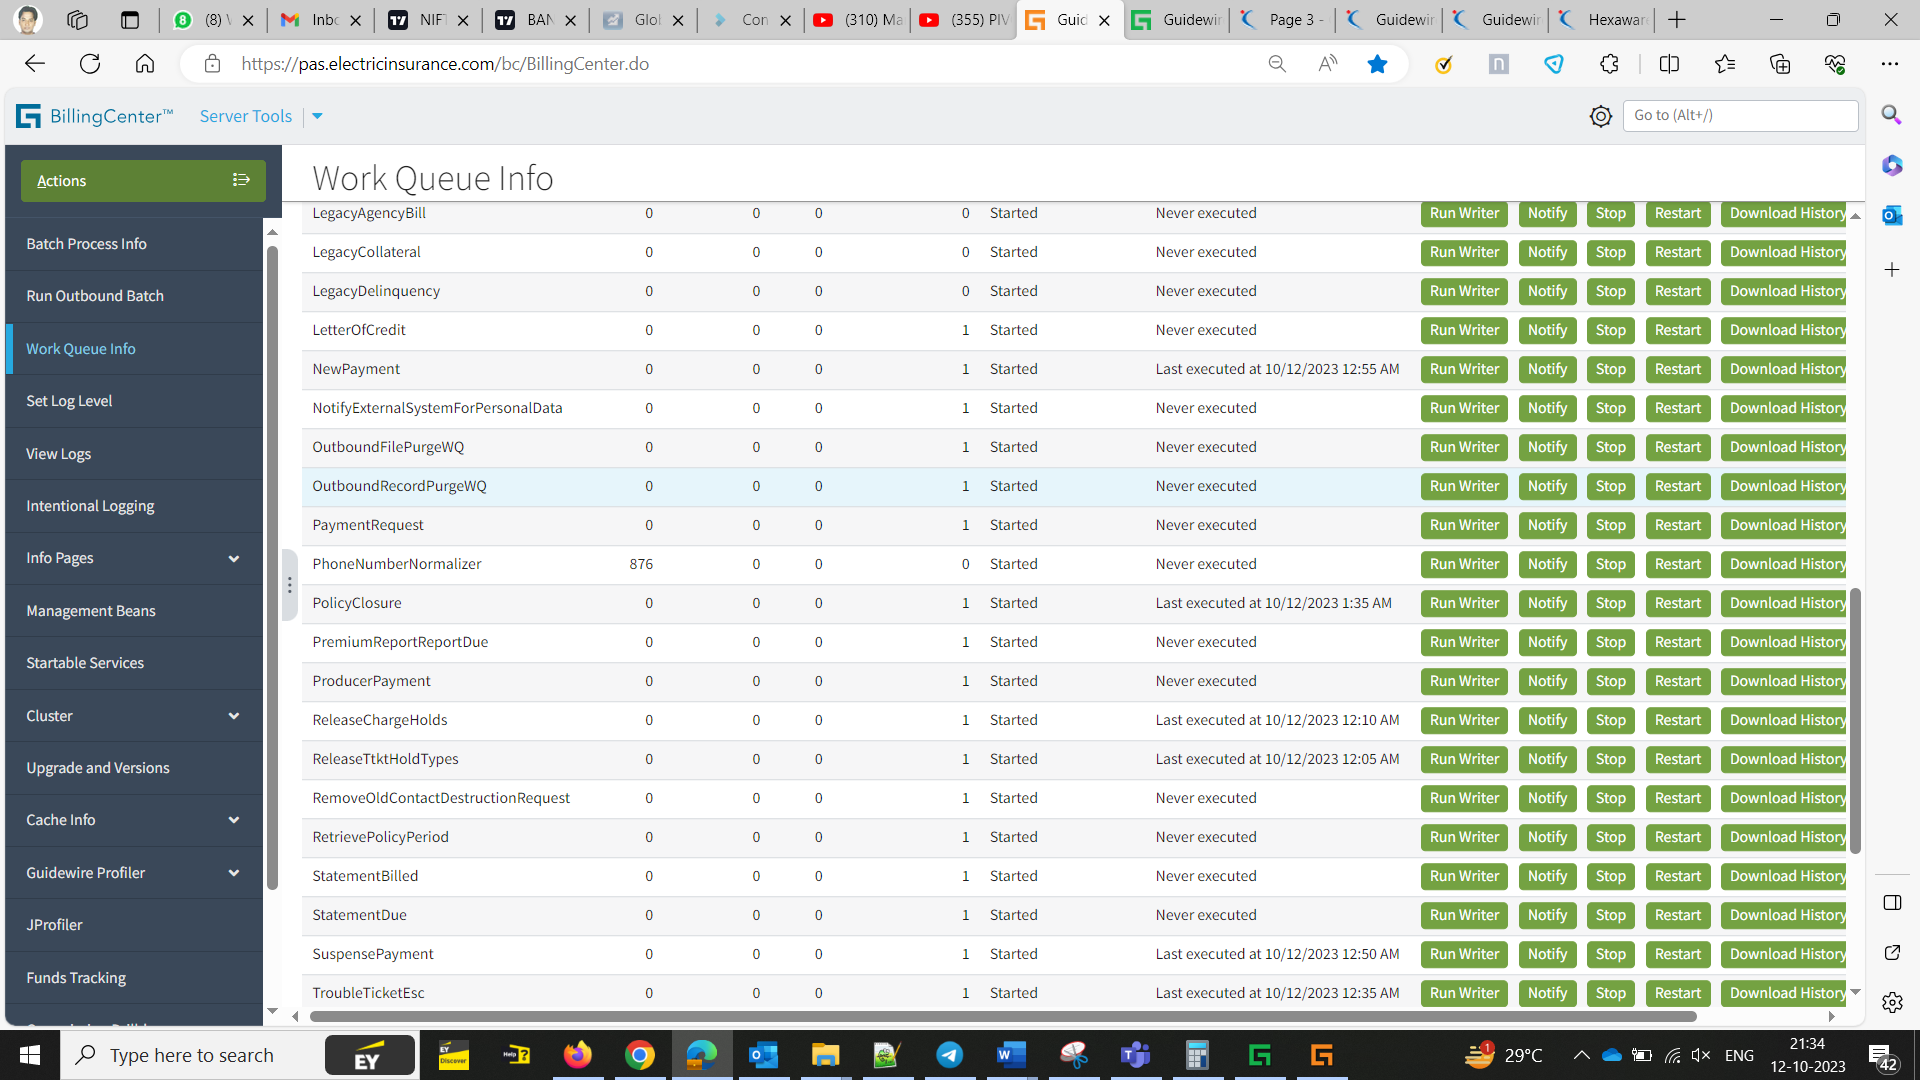 (8) W
Inbo
NIFT
BAN
Glob
Con
(310) Ma
(355) PIV
Guid
Guidewir
Page 3 -
Guidewir
Guidewir
Hexawar
https://pas.electricinsurance.com/bc/BillingCenter.do
BillingCenter™ Server Tools
Go to (Alt+/)
Actions
Batch Process Info
Run Outbound Batch
Work Queue Info
Set Log Level
View Logs
Intentional Logging
Info Pages
Management Beans
Startable Services
Cluster
Upgrade and Versions
Cache Info
Guidewire Profiler
JProfiler
Funds Tracking
Work Queue Info
LegacyAgencyBill 0 0 0 0 Started Never executed Run Writer Notify Stop Restart Download History
LegacyCollateral 0 0 0 0 Started Never executed Run Writer Notify Stop Restart Download History
LegacyDelinquency 0 0 0 0 Started Never executed Run Writer Notify Stop Restart Download History
LetterOfCredit 0 0 0 1 Started Never executed Run Writer Notify Stop Restart Download History
NewPayment 0 0 0 1 Started Last executed at 10/12/2023 12:55 AM Run Writer Notify Stop Restart Download History
NotifyExternalSystemForPersonalData 0 0 0 1 Started Never executed Run Writer Notify Stop Restart Download History
OutboundFilePurgeWQ 0 0 0 1 Started Never executed Run Writer Notify Stop Restart Download History
OutboundRecordPurgeWQ 0 0 0 1 Started Never executed Run Writer Notify Stop Restart Download History
PaymentRequest 0 0 0 1 Started Never executed Run Writer Notify Stop Restart Download History
PhoneNumberNormalizer 876 0 0 0 Started Never executed Run Writer Notify Stop Restart Download History
PolicyClosure 0 0 0 1 Started Last executed at 10/12/2023 1:35 AM Run Writer Notify Stop Restart Download History
PremiumReportReportDue 0 0 0 1 Started Never executed Run Writer Notify Stop Restart Download History
ProducerPayment 0 0 0 1 Started Never executed Run Writer Notify Stop Restart Download History
ReleaseChargeHolds 0 0 0 1 Started Last executed at 10/12/2023 12:10 AM Run Writer Notify Stop Restart Download History
ReleaseTtktHoldTypes 0 0 0 1 Started Last executed at 10/12/2023 12:05 AM Run Writer Notify Stop Restart Download History
RemoveOldContactDestructionRequest 0 0 0 1 Started Never executed Run Writer Notify Stop Restart Download History
RetrievePolicyPeriod 0 0 0 1 Started Never executed Run Writer Notify Stop Restart Download History
StatementBilled 0 0 0 1 Started Never executed Run Writer Notify Stop Restart Download History
StatementDue 0 0 0 1 Started Never executed Run Writer Notify Stop Restart Download History
SuspensePayment 0 0 0 1 Started Last executed at 10/12/2023 12:50 AM Run Writer Notify Stop Restart Download History
TroubleTicketEsc 0 0 0 1 Started Last executed at 10/12/2023 12:35 AM Run Writer Notify Stop Restart Download History
Type here to search
EY
29°C
ENG
21:34
12-10-2023
42